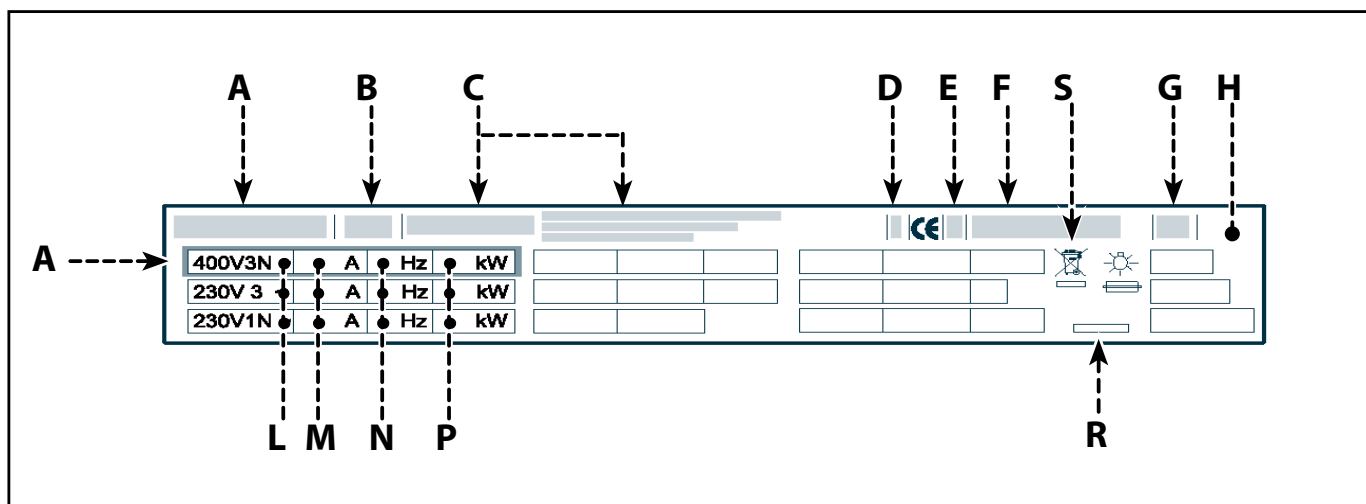 A B C D E F S G H
CE
A
400V3N A Hz kW
230V 3 A Hz kW
230V1N A Hz kW
L M N P R